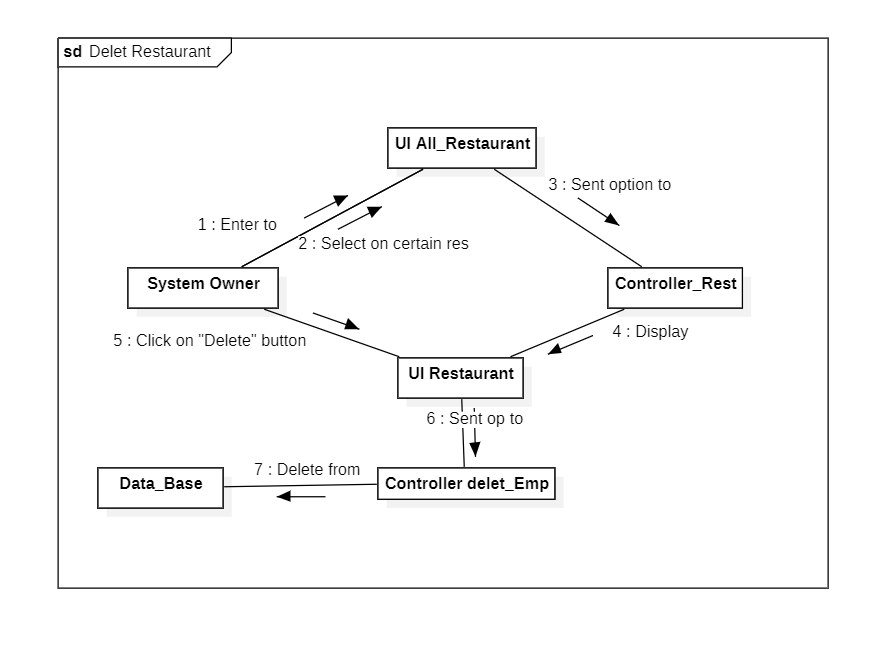 sd Delet Restaurant
UI All_Restaurant
3 : Sent option to
1 : Enter to
2 : Select on certain res
System Owner
Controller_Rest
4 : Display
5 : Click on "Delete" button
UI Restaurant
6 : Sent op to
7 : Delete from
Data_Base
Controller delet_Emp